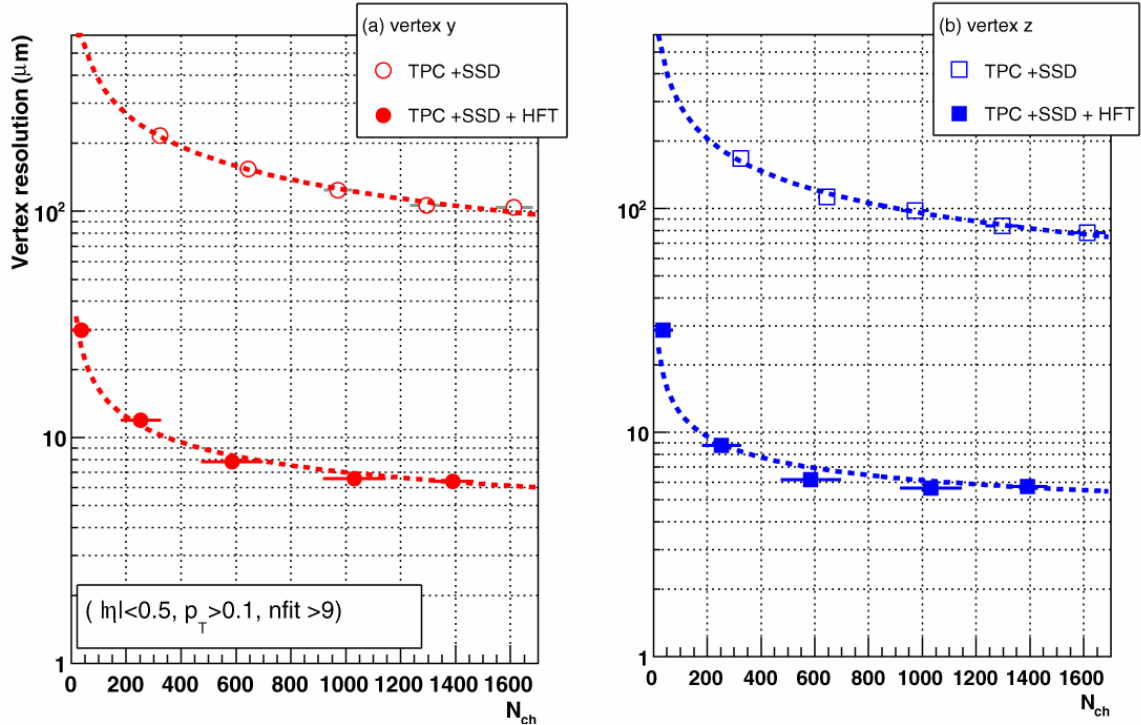 (a) vertex y
TPC +SSD
TPC +SSD + HFT
Vertex resolution (μm)
10²
10
1
( |η|<0.5, p_T>0.1, nfit >9)
0 200 400 600 800 1000 1200 1400 1600
N_ch
(b) vertex z
TPC +SSD
TPC +SSD + HFT
10²
10
1
0 200 400 600 800 1000 1200 1400 1600
N_ch